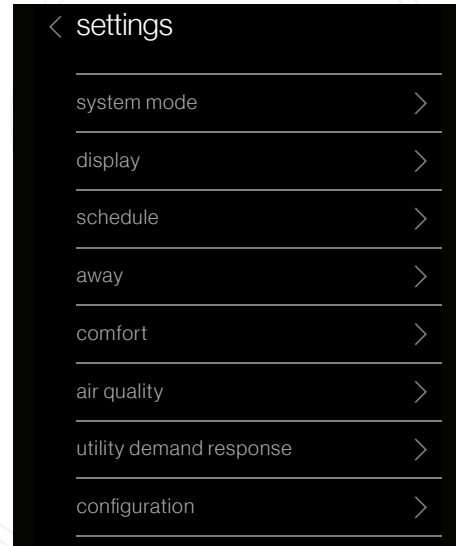 settings
system mode
display
schedule
away
comfort
air quality
utility demand response
configuration